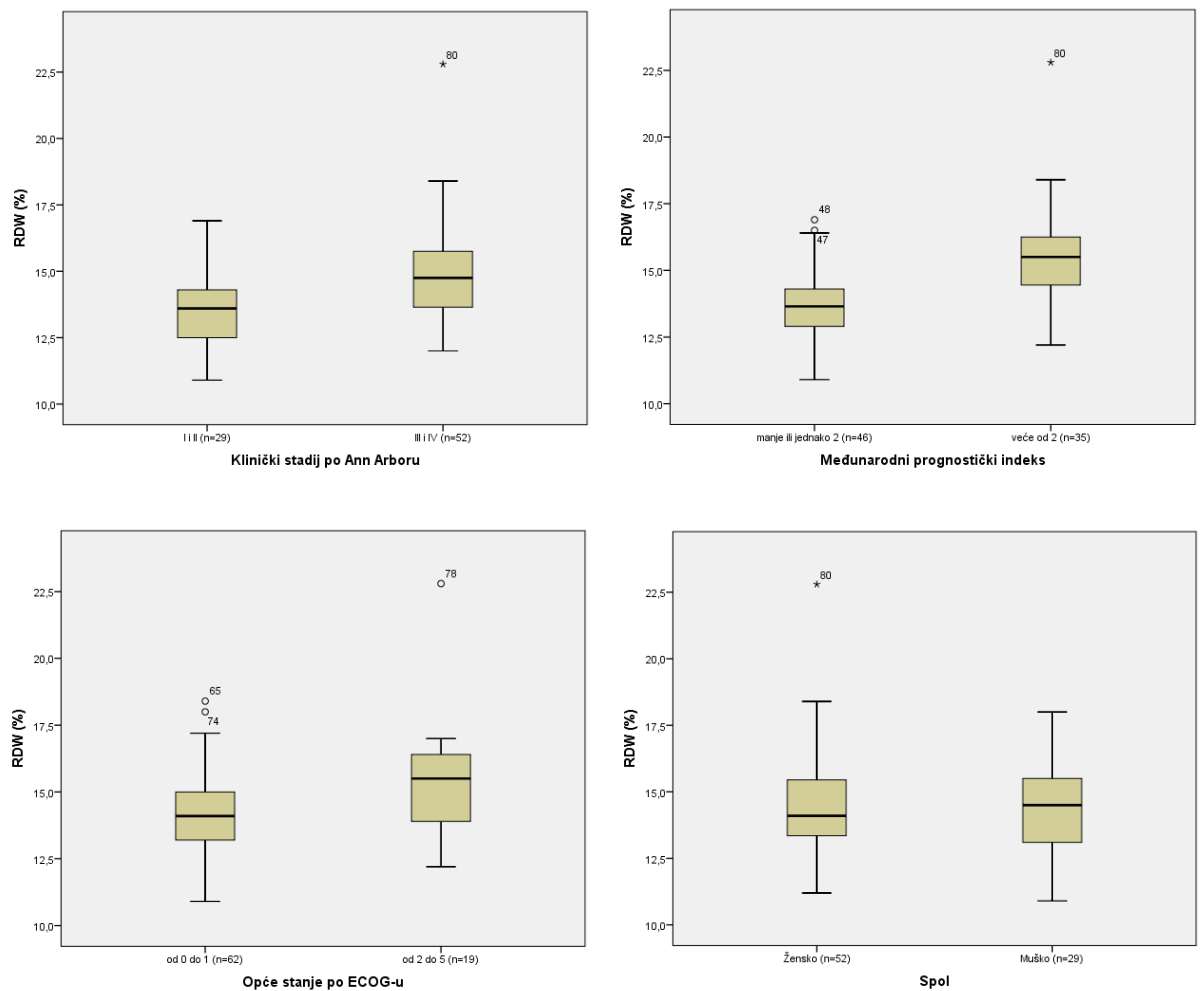 22,5
20,0
17,5
15,0
12,5
10,0
RDW (%)
80
I i II (n=29)
III i IV (n=52)
Klinički stadij po Ann Arboru
22,5
20,0
17,5
15,0
12,5
10,0
RDW (%)
48
47
80
manje ili jednako 2 (n=46)
veće od 2 (n=35)
Međunarodni prognostički indeks
22,5
20,0
17,5
15,0
12,5
10,0
RDW (%)
65
74
78
od 0 do 1 (n=62)
od 2 do 5 (n=19)
Opće stanje po ECOG-u
22,5
20,0
17,5
15,0
12,5
10,0
RDW (%)
80
Žensko (n=52)
Muško (n=29)
Spol